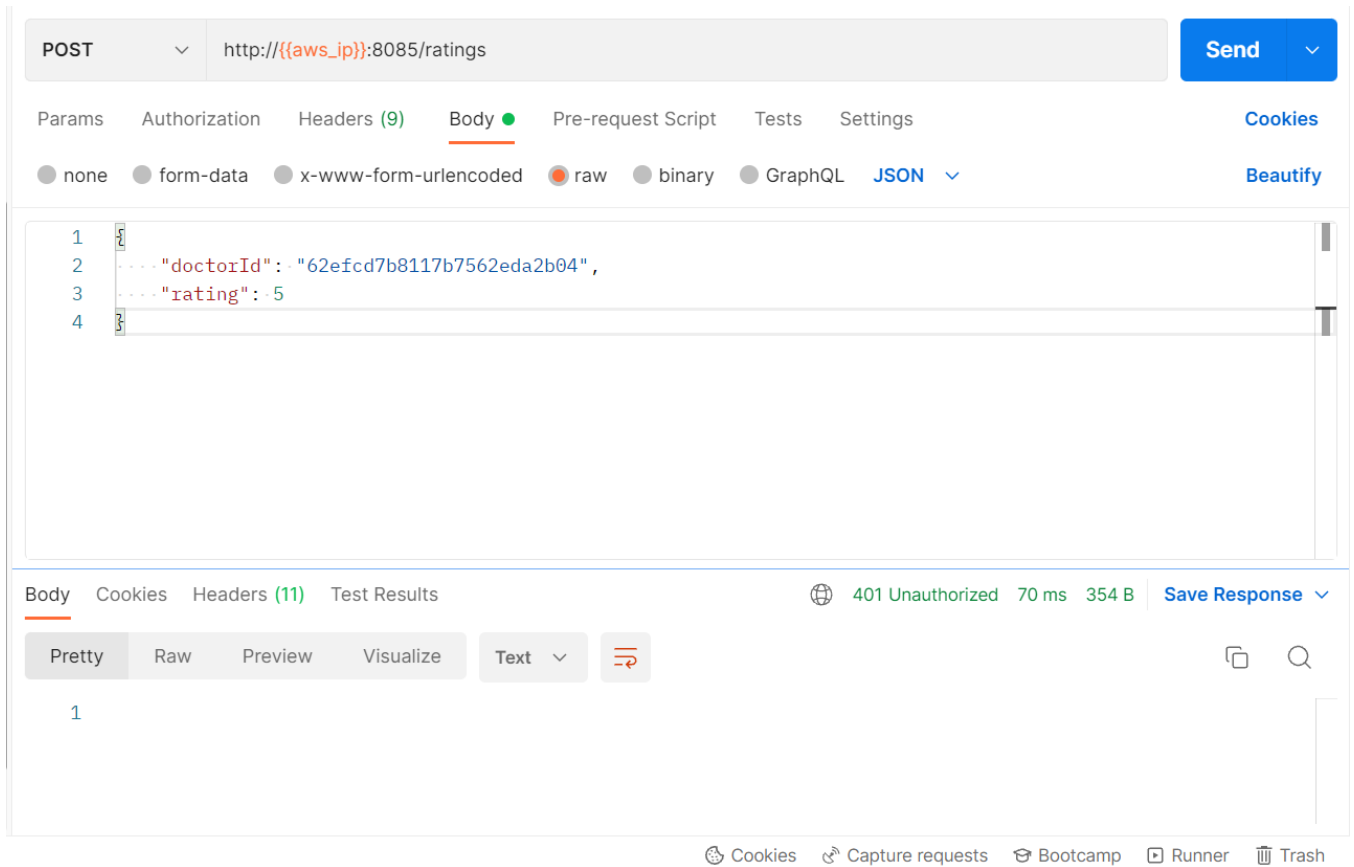 POST http://{{aws_ip}}:8085/ratings Send
Params Authorization Headers (9) Body Pre-request Script Tests Settings Cookies
none form-data x-www-form-urlencoded raw binary GraphQL JSON Beautify
1 {
2 ····"doctorId":·"62efcd7b8117b7562eda2b04",
3 ····"rating":·5
4 }
Body Cookies Headers (11) Test Results 401 Unauthorized 70 ms 354 B Save Response
Pretty Raw Preview Visualize Text
1
Cookies Capture requests Bootcamp Runner Trash